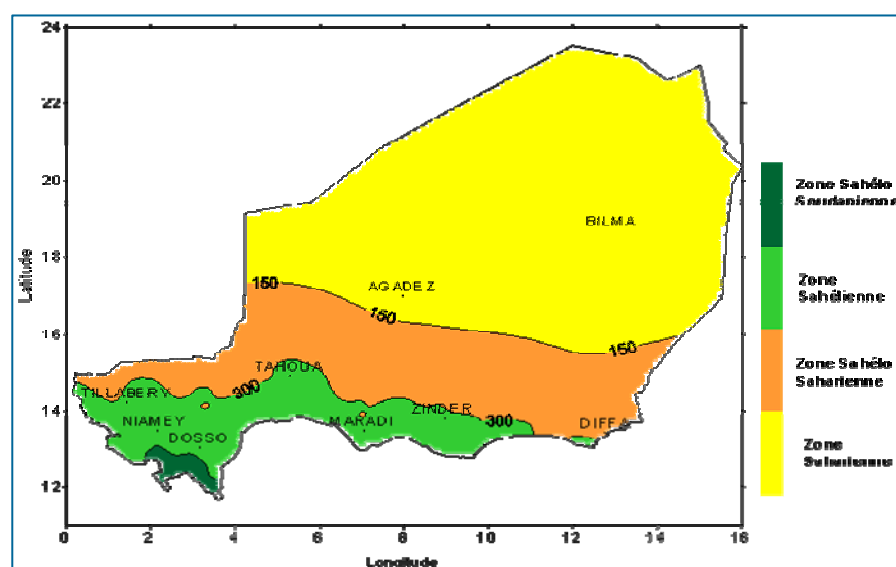 24
22
20
18
16
14
12
Latitude
0 2 4 6 8 10 12 14 16
Longitude
BILMA
AGADEZ
150
150
150
TAHOUA
TILLABERY
300
ZINDER
MARADI
300
DIFFA
NIAMEY
DOSSO
Zone Sahélo
Soudanienne
Zone
Sahélienne
Zone Sahélo
Saharienne
Zone